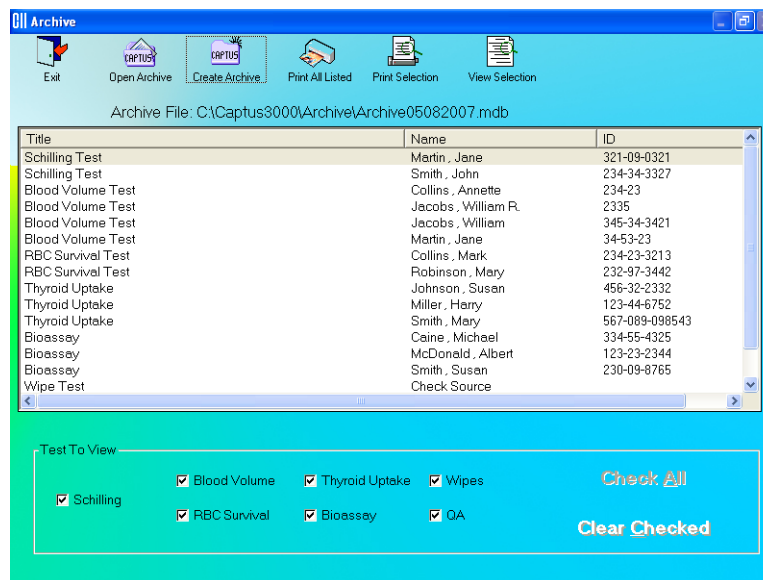 Archive
CAPTUS CAPTUS
Exit Open Archive Create Archive Print All Listed Print Selection View Selection
Archive File: C:\Captus3000\Archive\Archive05082007.mdb
Title Name ID
Schilling Test Martin , Jane 321-09-0321
Schilling Test Smith , John 234-34-3327
Blood Volume Test Collins , Annette 234-23
Blood Volume Test Jacobs , William R. 2335
Blood Volume Test Jacobs , William 345-34-3421
Blood Volume Test Martin , Jane 34-53-23
RBC Survival Test Collins , Mark 234-23-3213
RBC Survival Test Robinson , Mary 232-97-3442
Thyroid Uptake Johnson , Susan 456-32-2332
Thyroid Uptake Miller , Harry 123-44-6752
Thyroid Uptake Smith , Mary 567-089-098543
Bioassay Caine , Michael 334-55-4325
Bioassay McDonald , Albert 123-23-2344
Bioassay Smith , Susan 230-09-8765
Wipe Test Check Source
Test To View
Blood Volume Thyroid Uptake Wipes Check All
Schilling
RBC Survival Bioassay QA
Clear Checked